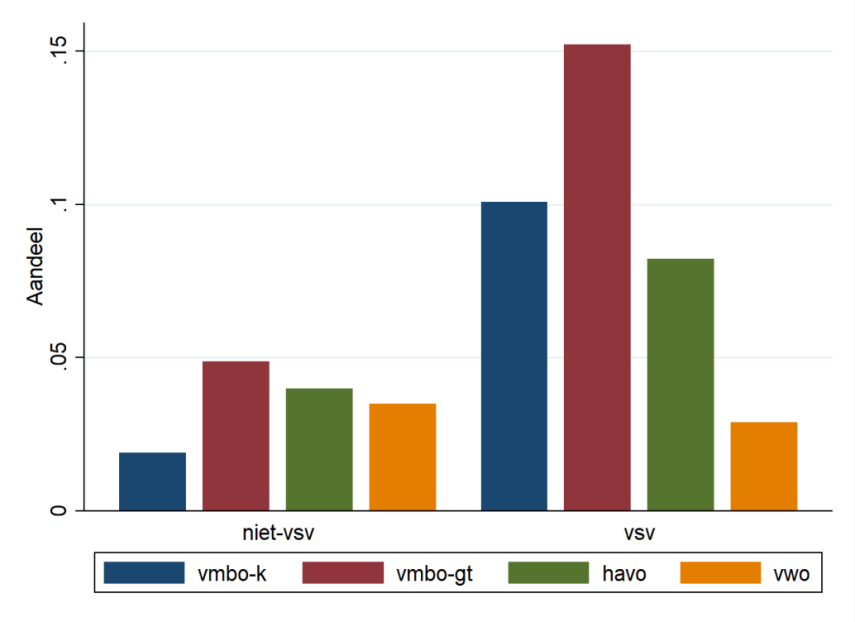 .15
.1
.05
0
Aandeel
niet-vsv vsv
vmbo-k vmbo-gt havo vwo